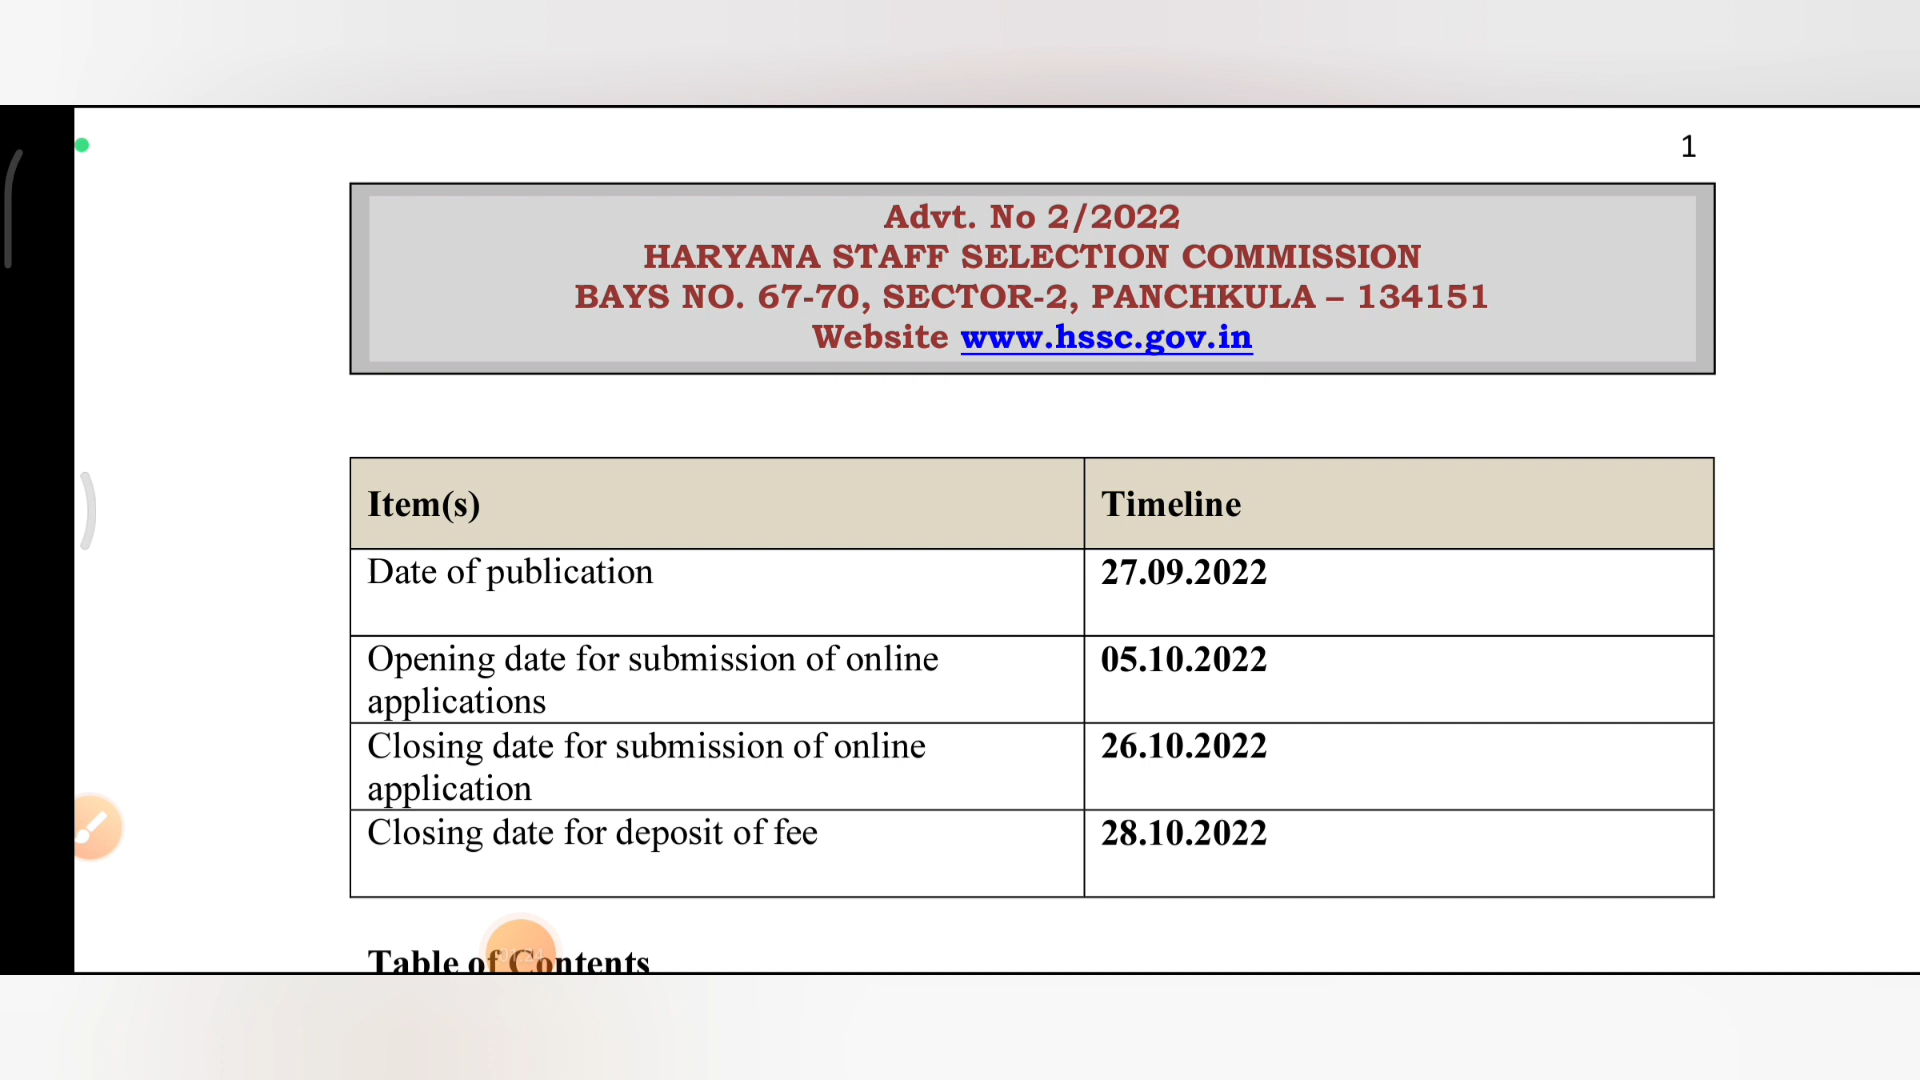 1
Advt. No 2/2022
HARYANA STAFF SELECTION COMMISSION
BAYS NO. 67-70, SECTOR-2, PANCHKULA – 134151
Website www.hssc.gov.in
Item(s) Timeline
Date of publication 27.09.2022
Opening date for submission of online 05.10.2022
applications
Closing date for submission of online 26.10.2022
application
Closing date for deposit of fee 28.10.2022
Table of Contents